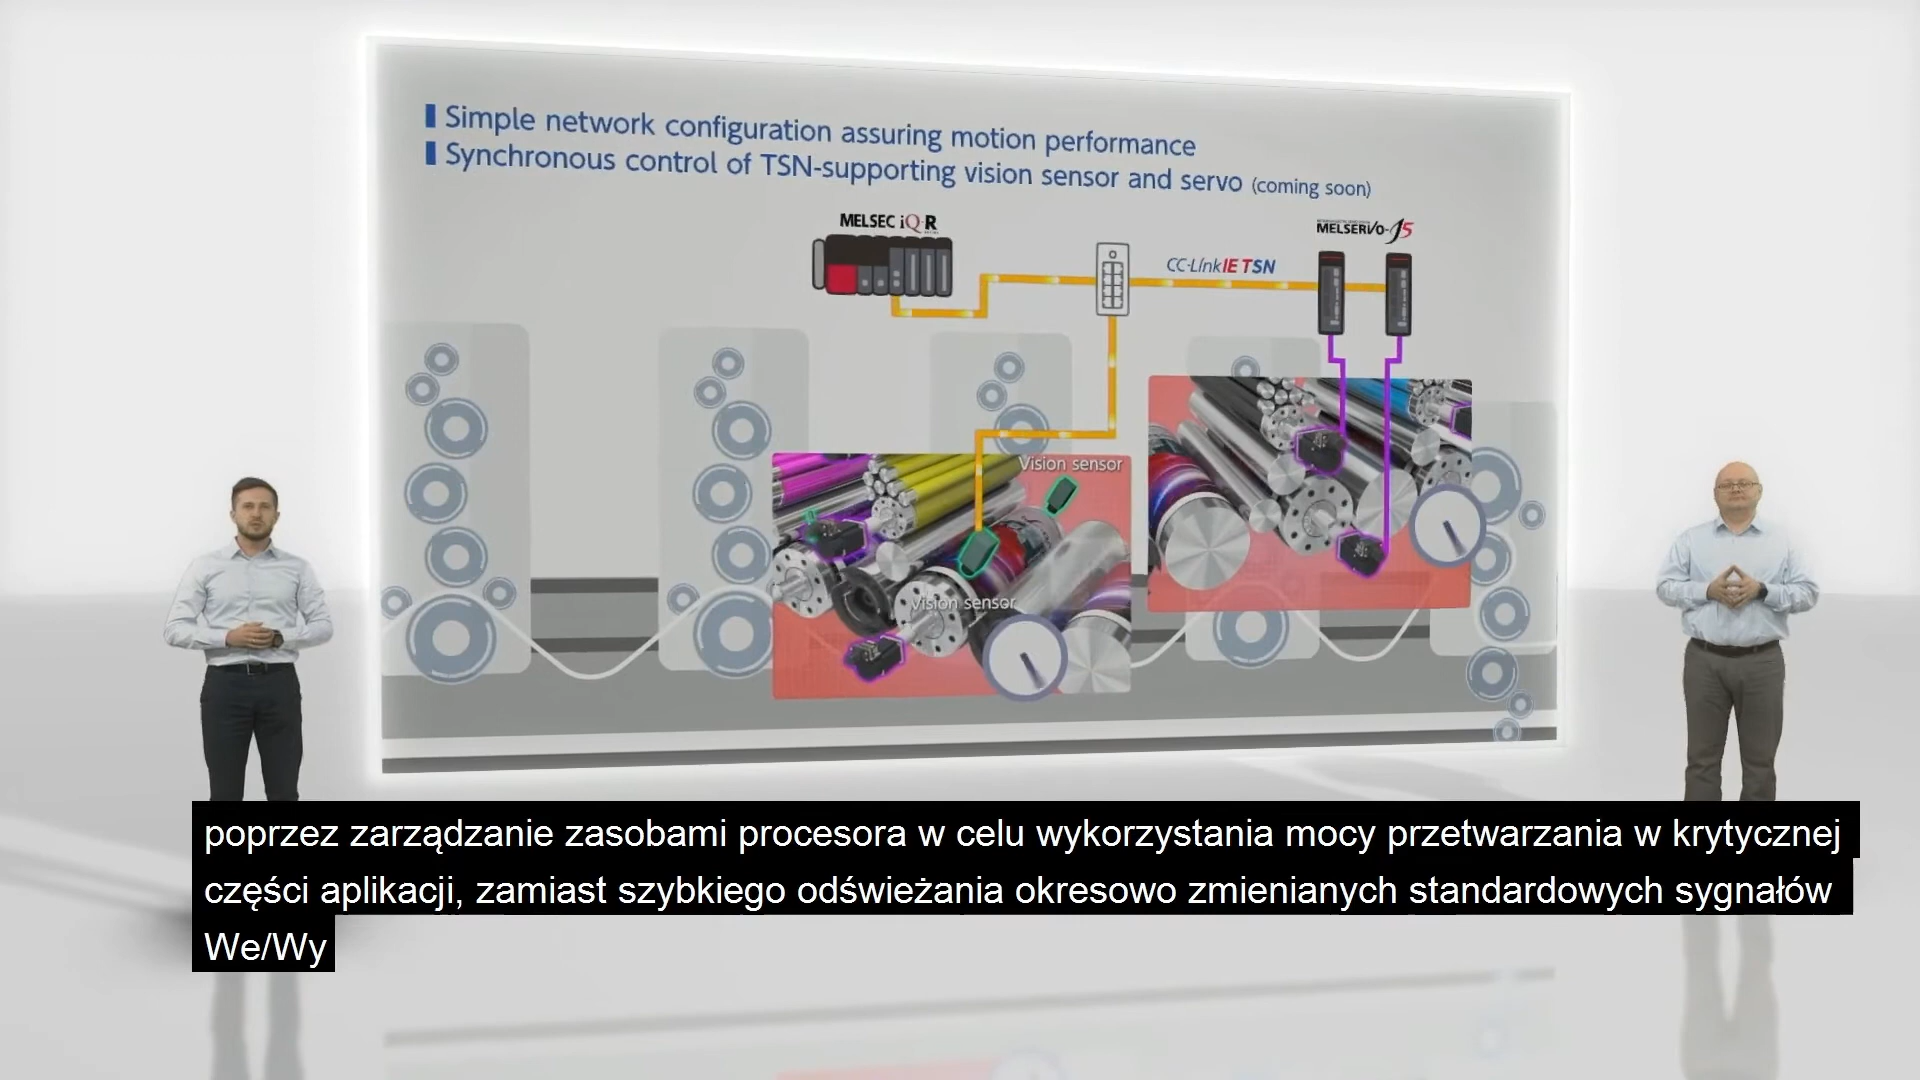 Simple network configuration assuring motion performance
Synchronous control of TSN-supporting vision sensor and servo (coming soon)
MELSEC iQ-R
MELSERVO-J5
CC-Link IE TSN
Vision sensor
Vision sensor
poprzez zarządzanie zasobami procesora w celu wykorzystania mocy przetwarzania w krytycznej
części aplikacji, zamiast szybkiego odświeżania okresowo zmienianych standardowych sygnałów
We/Wy